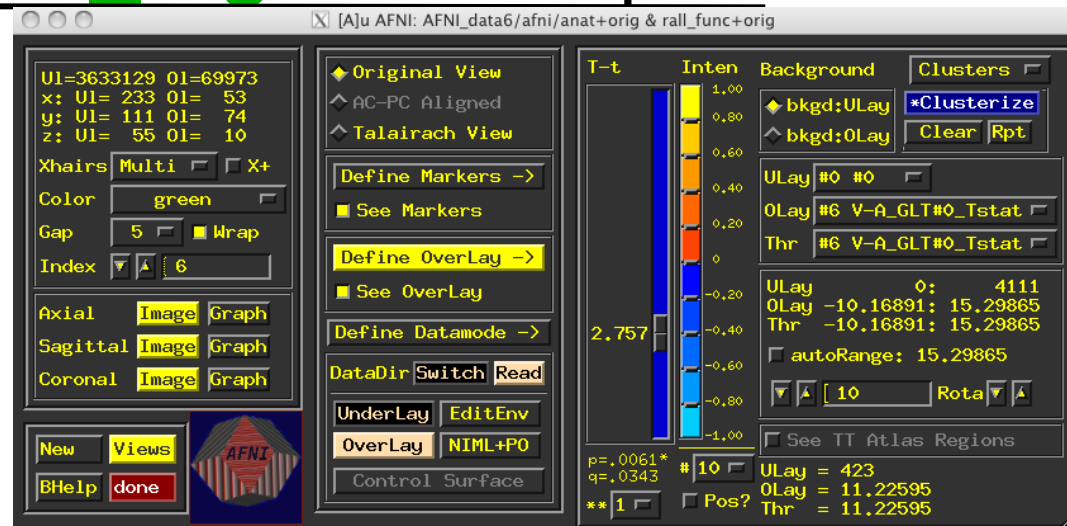 [A]u AFNI: AFNI_data6/afni/anat+orig & rall_func+orig
Ul=3633129 Ol=69973
x: Ul= 233 Ol= 53
y: Ul= 111 Ol= 74
z: Ul= 55 Ol= 10
Xhairs Multi X+
Color green
Gap 5 Wrap
Index 6
Axial Image Graph
Sagittal Image Graph
Coronal Image Graph
New Views
BHelp done
AFNI
Original View
AC-PC Aligned
Talairach View
Define Markers ->
See Markers
Define OverLay ->
See OverLay
Define Datamode ->
DataDir Switch Read
UnderLay EditEnv
OverLay NIML+PO
Control Surface
T-t
2.757
p=.0061*
q=.0343
** 1
Inten
1.00
0.80
0.60
0.40
0.20
0
-0.20
-0.40
-0.60
-0.80
-1.00
# 10
Pos?
Background Clusters
bkgd:ULay *Clusterize
bkgd:OLay Clear Rpt
ULay #0 #0
OLay #6 V-A_GLT#0_Tstat
Thr #6 V-A_GLT#0_Tstat
ULay 0: 4111
OLay -10.16891: 15.29865
Thr -10.16891: 15.29865
autoRange: 15.29865
[ 10 Rota
See TT Atlas Regions
ULay = 423
OLay = 11.22595
Thr = 11.22595